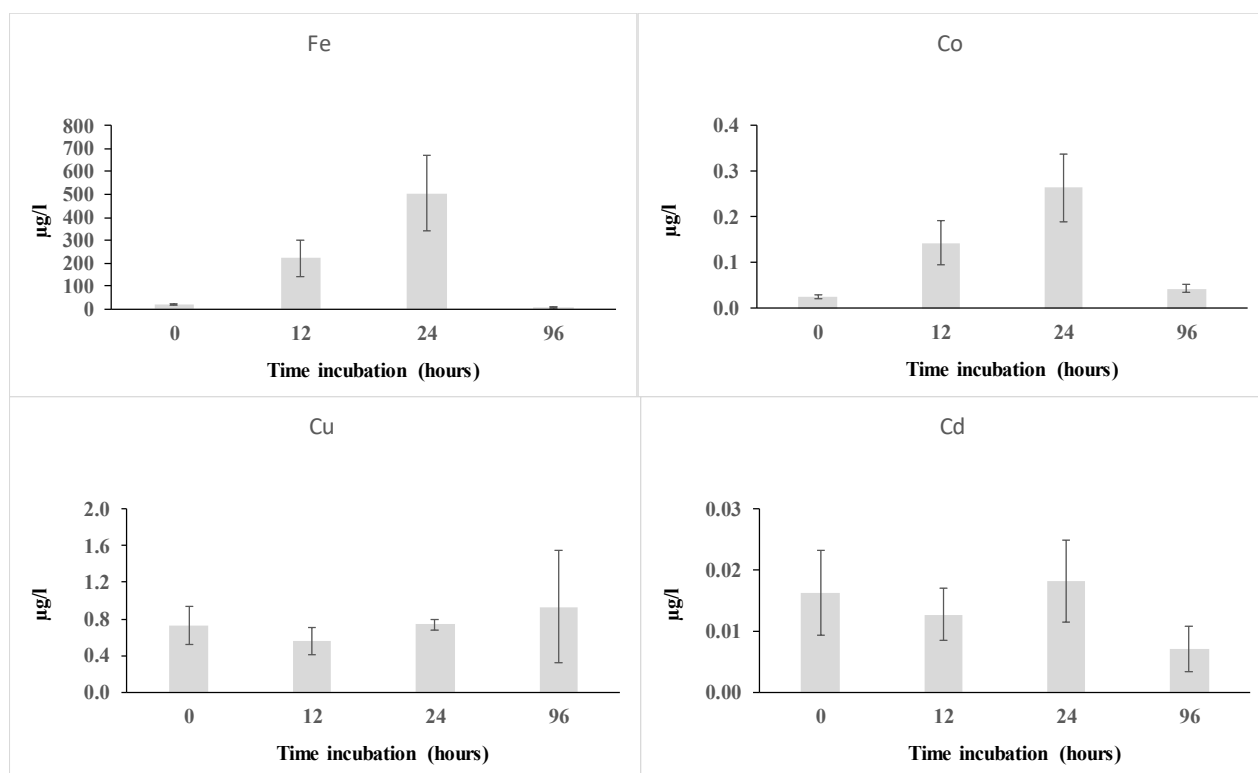 Fe
800
700
600
500
400
300
200
100
0
µg/l
0 12 24 96
Time incubation (hours)
Co
0.4
0.3
0.2
0.1
0.0
µg/l
0 12 24 96
Time incubation (hours)
Cu
2.0
1.6
1.2
0.8
0.4
0.0
µg/l
0 12 24 96
Time incubation (hours)
Cd
0.03
0.02
0.01
0.00
µg/l
0 12 24 96
Time incubation (hours)